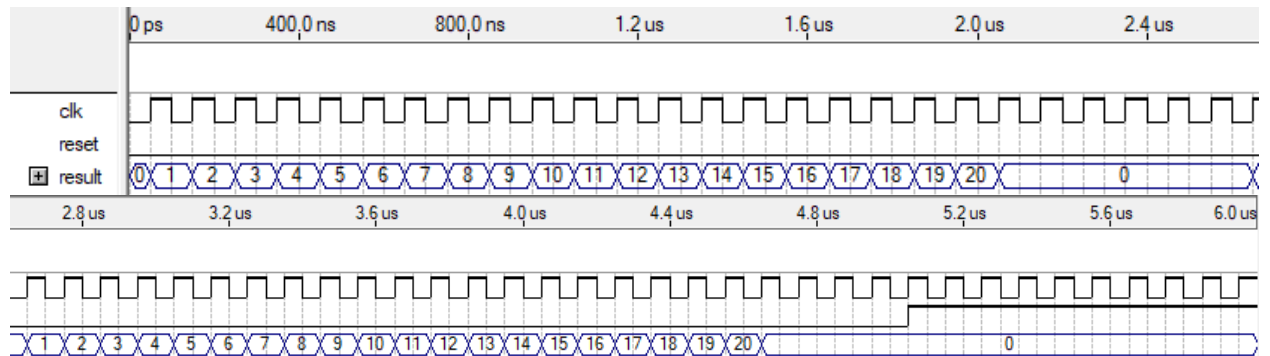 0 ps 400.0 ns 800.0 ns 1.2 us 1.6 us 2.0 us 2.4 us
clk
reset
+ result 0 1 2 3 4 5 6 7 8 9 10 11 12 13 14 15 16 17 18 19 20 0
2.8 us 3.2 us 3.6 us 4.0 us 4.4 us 4.8 us 5.2 us 5.6 us 6.0 us
1 2 3 4 5 6 7 8 9 10 11 12 13 14 15 16 17 18 19 20 0